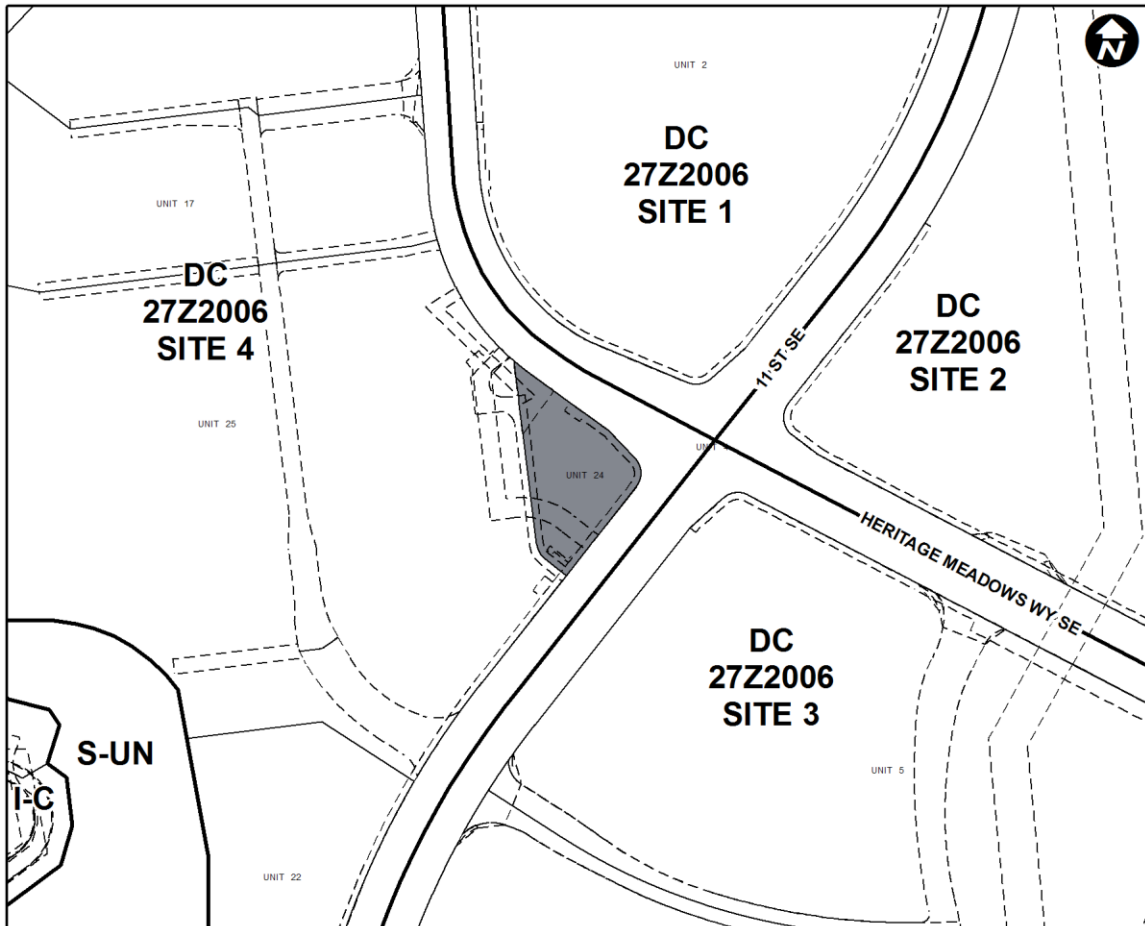 N
UNIT 2
DC
27Z2006
SITE 1
UNIT 17
DC
27Z2006
SITE 4
DC
27Z2006
SITE 2
11 ST SE
UNIT 25
UNIT 24
HERITAGE MEADOWS WY SE
DC
27Z2006
SITE 3
S-UN
I-C
UNIT 5
UNIT 22